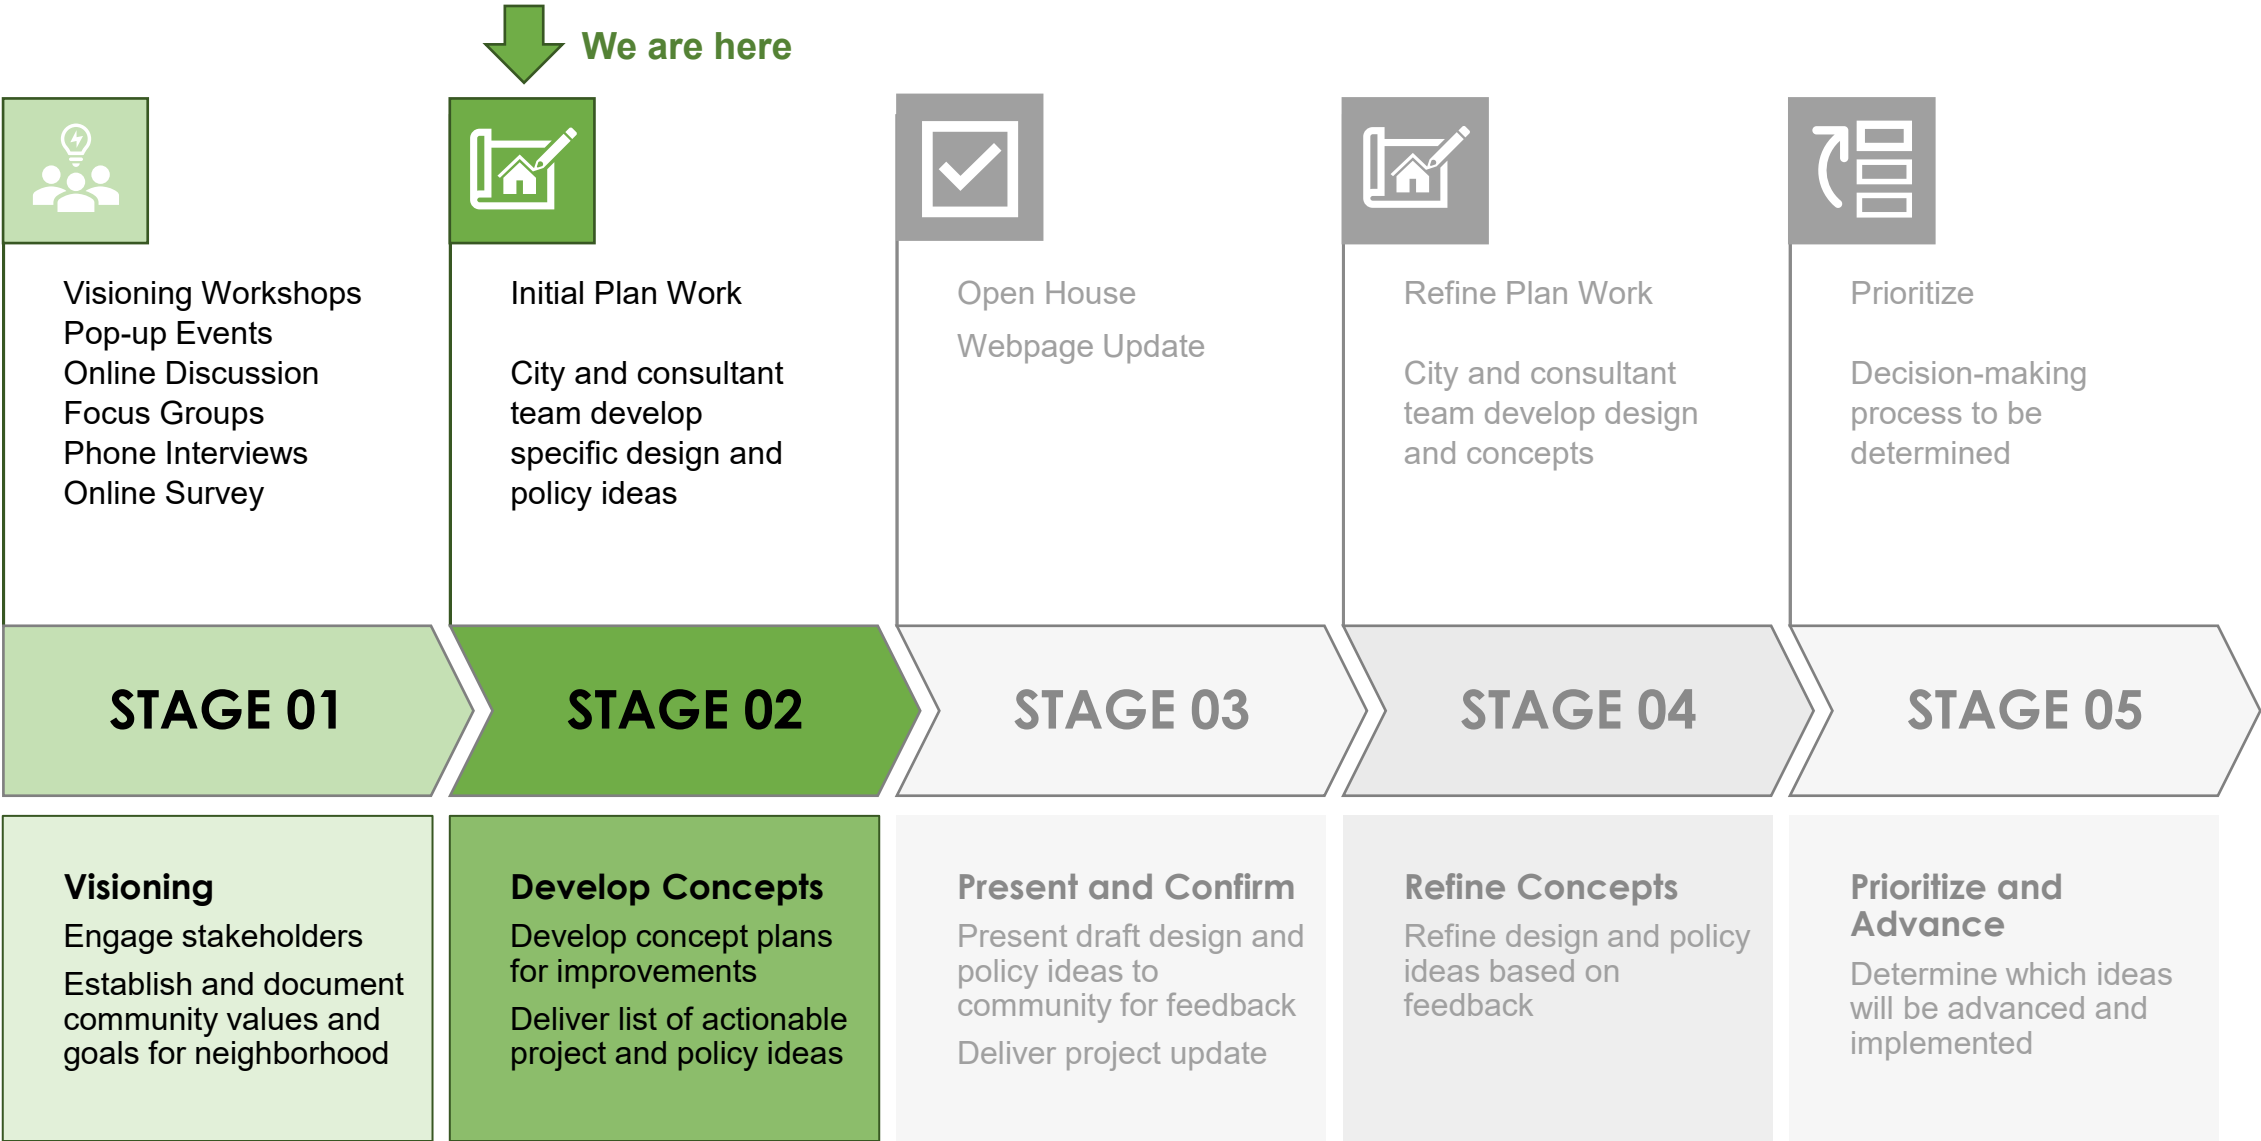 We are here
Visioning Workshops
Pop-up Events
Online Discussion
Focus Groups
Phone Interviews
Online Survey
Initial Plan Work
City and consultant
team develop
specific design and
policy ideas
Open House
Webpage Update
Refine Plan Work
City and consultant
team develop design
and concepts
Prioritize
Decision-making
process to be
determined
STAGE 01
STAGE 02
STAGE 03
STAGE 04
STAGE 05
Visioning
Engage stakeholders
Establish and document
community values and
goals for neighborhood
Develop Concepts
Develop concept plans
for improvements
Deliver list of actionable
project and policy ideas
Present and Confirm
Present draft design and
policy ideas to
community for feedback
Deliver project update
Refine Concepts
Refine design and policy
ideas based on
feedback
Prioritize and
Advance
Determine which ideas
will be advanced and
implemented